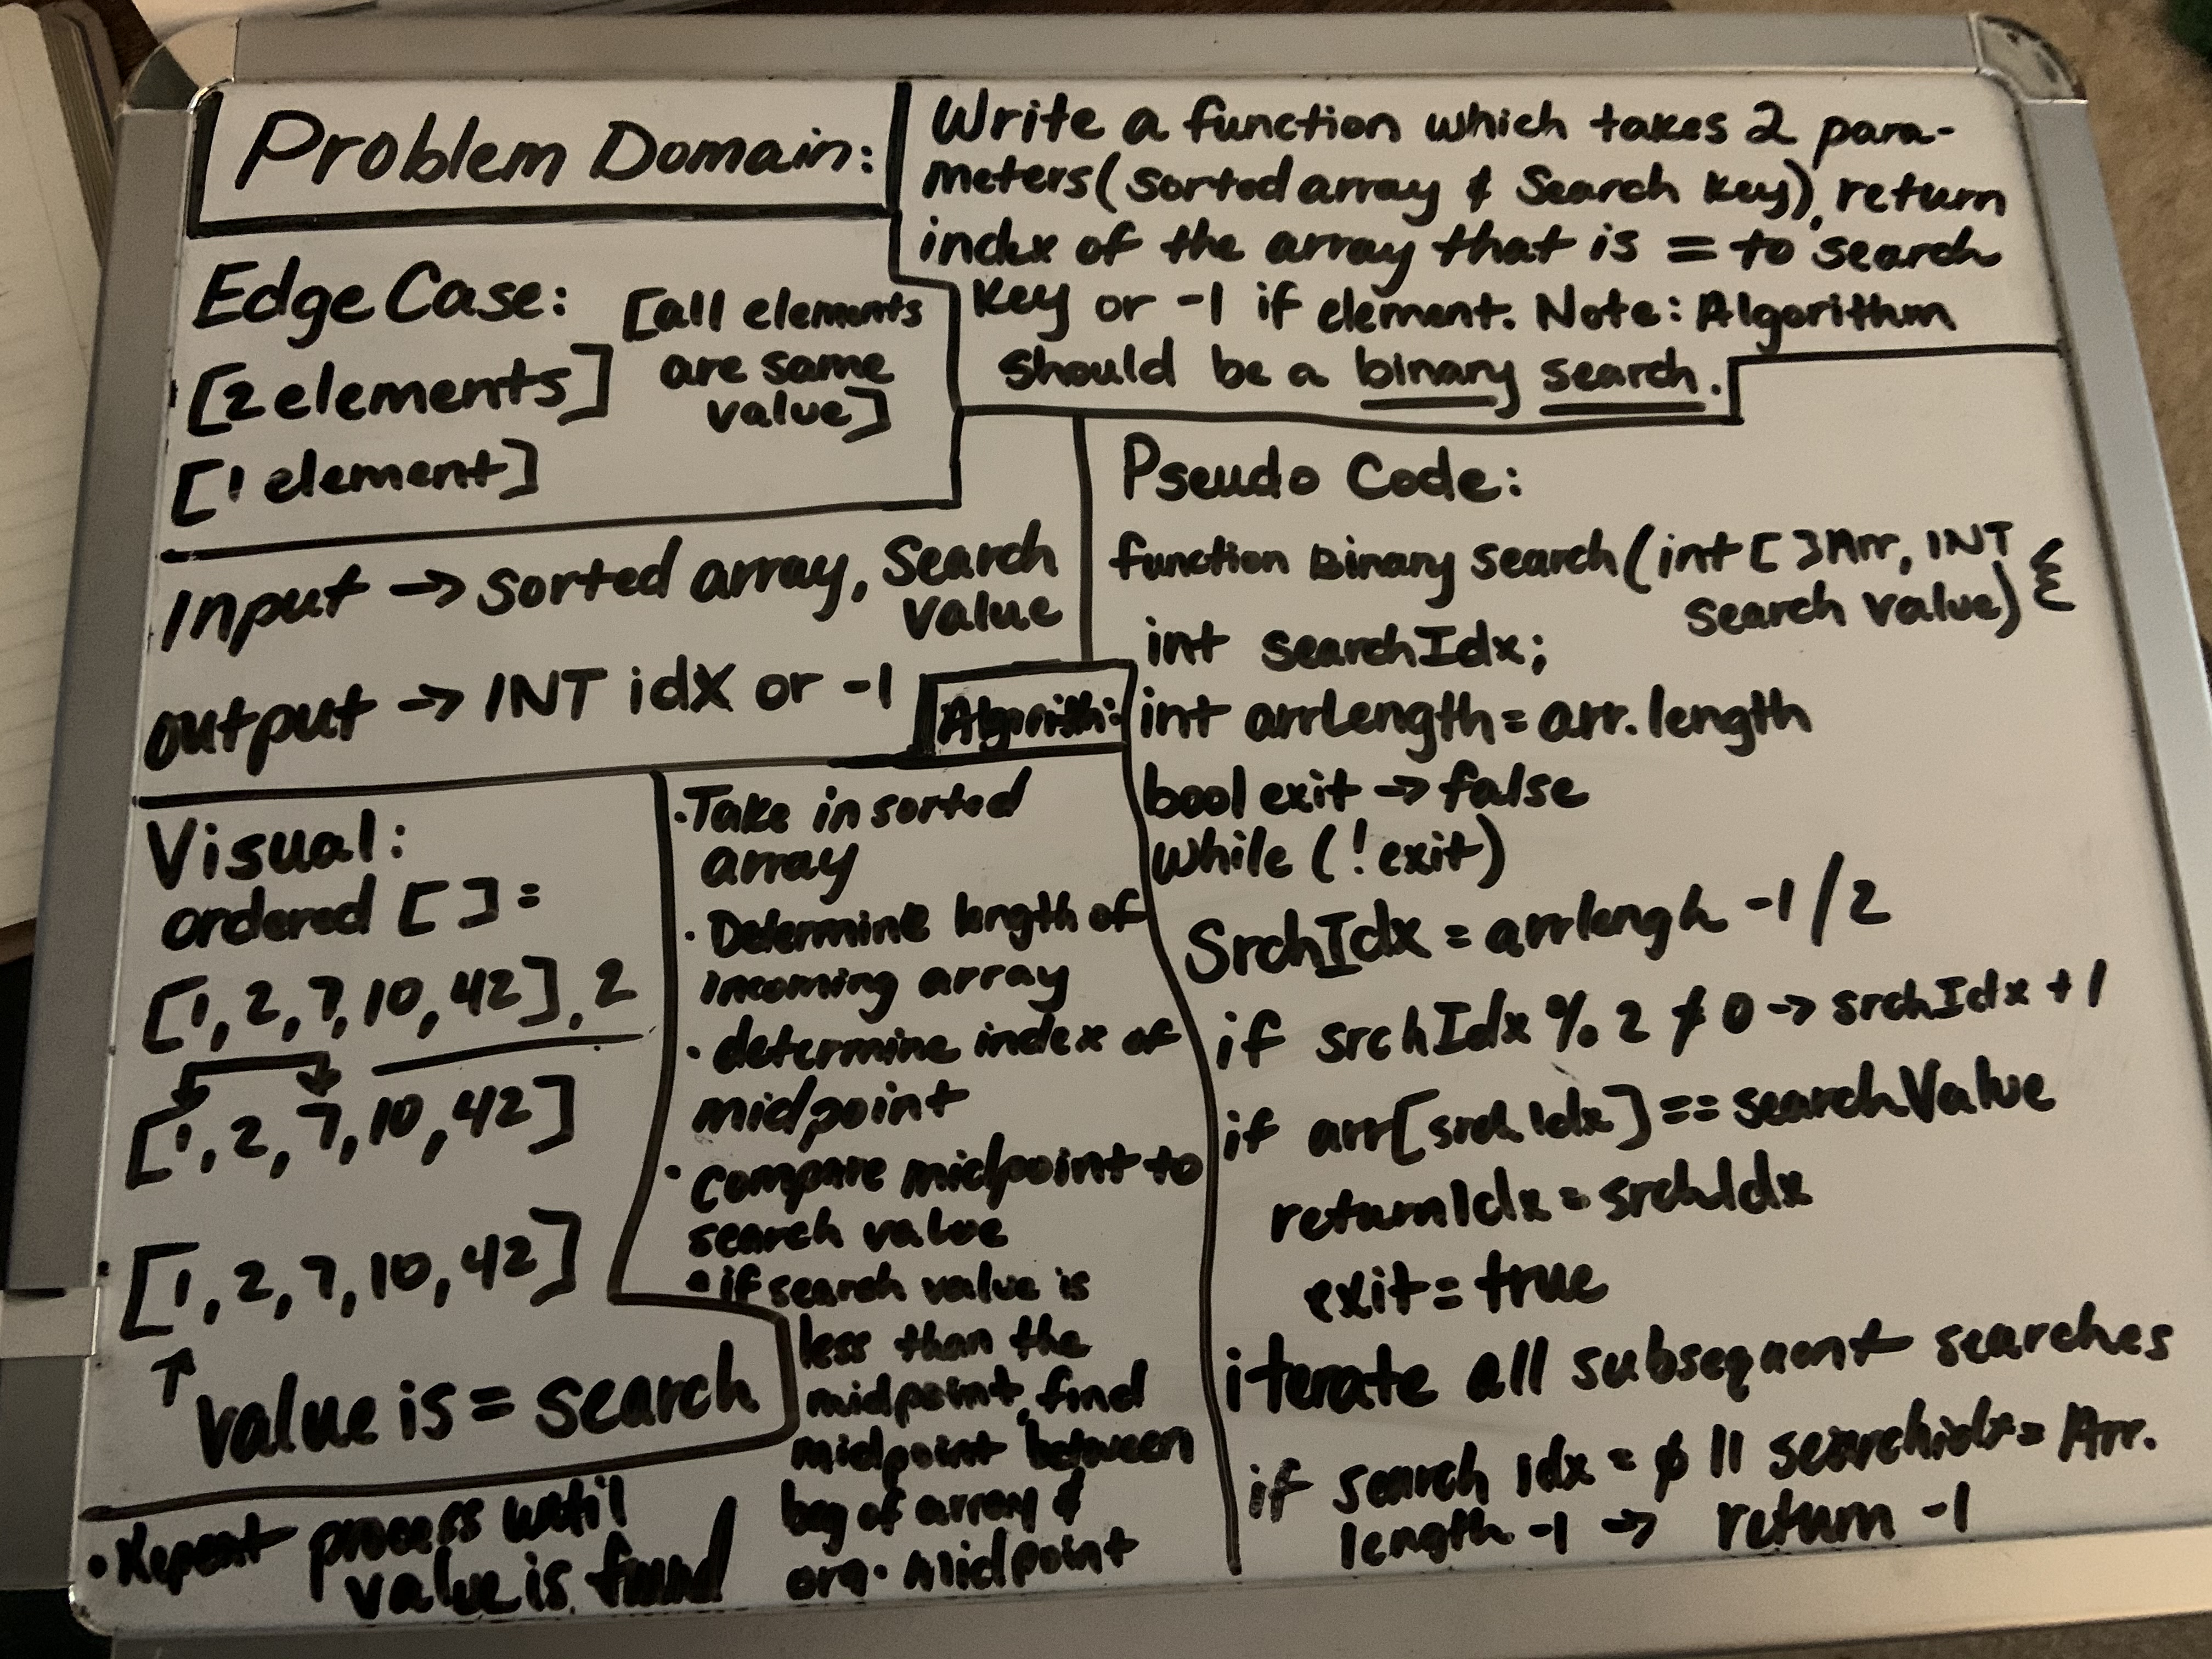 Problem Domain:
Write a function which takes 2 para-
meters (sorted array & search key), return
index of the array that is = to search
key or -1 if element. Note: Algorithm
should be a binary search.
Edge Case: [all elements
are same
value]
[2 elements]
[1 element]
Input → Sorted array, Search
value
output → INT idx or -1
Visual:
ordered [ ] =
[1, 2, 7, 10, 42], 2
[1, 2, 7, 10, 42]
[1, 2, 7, 10, 42]
↑
Value is = Search
Algorithm:
• Take in sorted
array
• Determine length of
incoming array
• determine index of
midpoint
• Compare midpoint to
search value
• if search value is
less than the
midpoint, find
midpoint between
beg of array &
org. midpoint
• Repeat process until
value is found
Pseudo Code:
function binary search (int [ ] Arr, INT
search value) {
int searchIdx;
int arrLength = arr.length
bool exit → false
while (!exit)
SrchIdx = arrlengh -1/2
if srchIdx % 2 ≠ 0 → srchIdx +1
if arr[srchIdx] == searchValue
returnIdx = srchIdx
exit = true
iterate all subseqent searches
if search Idx = ∅ || searchidx = Arr.
length -1 → return -1